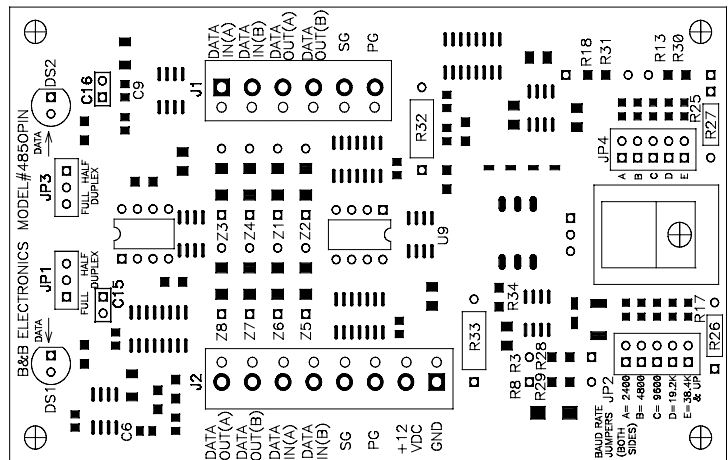 DATA IN(A)
DATA IN(B)
DATA OUT(A)
DATA OUT(B)
SG
PG
J1
DS2
C16
C9
B&B ELECTRONICS MODEL#485OPIN
DATA
JP3
FULL
HALF
DUPLEX
JP1
FULL
HALF
DUPLEX
C15
DATA
DS1
C6
Z3
Z4
Z1
Z2
Z8
Z7
Z6
Z5
U9
J2
DATA OUT(A)
DATA OUT(B)
DATA IN(A)
DATA IN(B)
SG
PG
+12 VDC
GND
R32
R33
R34
R18
R31
R13
R30
R25
R27
JP4
A
B
C
D
E
R17
R26
R3
R28
R8
R29
JP2
BAUD RATE
JUMPERS
(BOTH
SIDES)
A= 2400
B= 4800
C= 9600
D=19.2K
E=38.4K
& UP